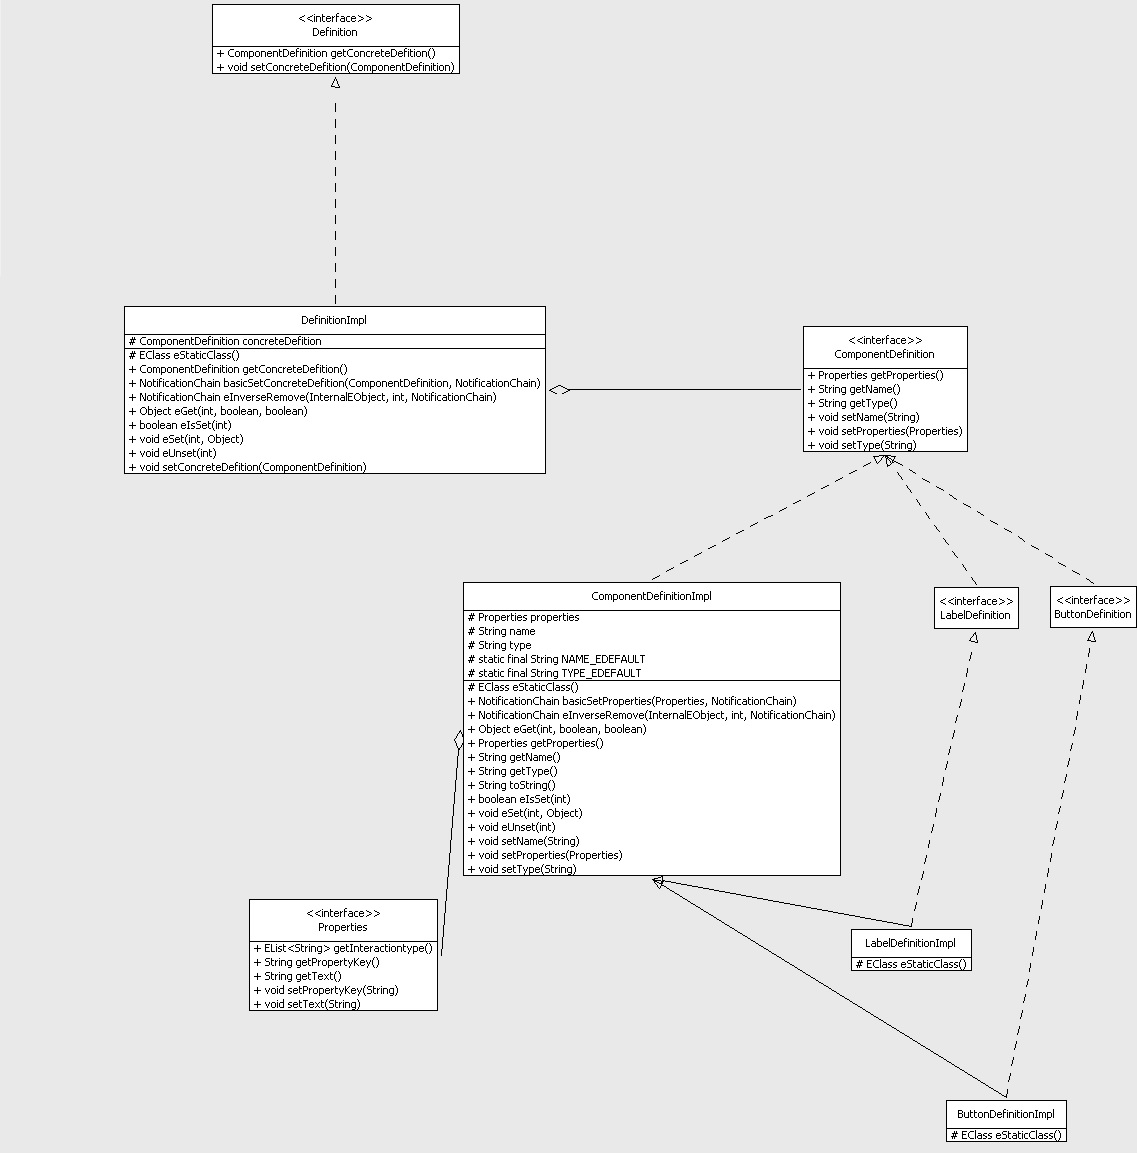 <<interface>>
Definition
+ ComponentDefinition getConcreteDefition()
+ void setConcreteDefition(ComponentDefinition)
DefinitionImpl
# ComponentDefinition concreteDefition
# EClass eStaticClass()
+ ComponentDefinition getConcreteDefition()
+ NotificationChain basicSetConcreteDefition(ComponentDefinition, NotificationChain)
+ NotificationChain eInverseRemove(InternalEObject, int, NotificationChain)
+ Object eGet(int, boolean, boolean)
+ boolean eIsSet(int)
+ void eSet(int, Object)
+ void eUnset(int)
+ void setConcreteDefition(ComponentDefinition)
<<interface>>
ComponentDefinition
+ Properties getProperties()
+ String getName()
+ String getType()
+ void setName(String)
+ void setProperties(Properties)
+ void setType(String)
ComponentDefinitionImpl
# Properties properties
# String name
# String type
# static final String NAME_EDEFAULT
# static final String TYPE_EDEFAULT
# EClass eStaticClass()
+ NotificationChain basicSetProperties(Properties, NotificationChain)
+ NotificationChain eInverseRemove(InternalEObject, int, NotificationChain)
+ Object eGet(int, boolean, boolean)
+ Properties getProperties()
+ String getName()
+ String getType()
+ String toString()
+ boolean eIsSet(int)
+ void eSet(int, Object)
+ void eUnset(int)
+ void setName(String)
+ void setProperties(Properties)
+ void setType(String)
<<interface>>
LabelDefinition
<<interface>>
ButtonDefinition
<<interface>>
Properties
+ EList<String> getInteractiontype()
+ String getPropertyKey()
+ String getText()
+ void setPropertyKey(String)
+ void setText(String)
LabelDefinitionImpl
# EClass eStaticClass()
ButtonDefinitionImpl
# EClass eStaticClass()